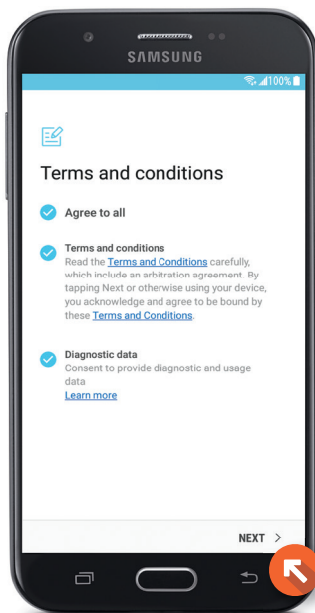 SAMSUNG
100%
Terms and conditions
Agree to all
Terms and conditions
Read the Terms and Conditions carefully,
which include an arbitration agreement. By
tapping Next or otherwise using your device,
you acknowledge and agree to be bound by
these Terms and Conditions.
Diagnostic data
Consent to provide diagnostic and usage
data
Learn more
NEXT >